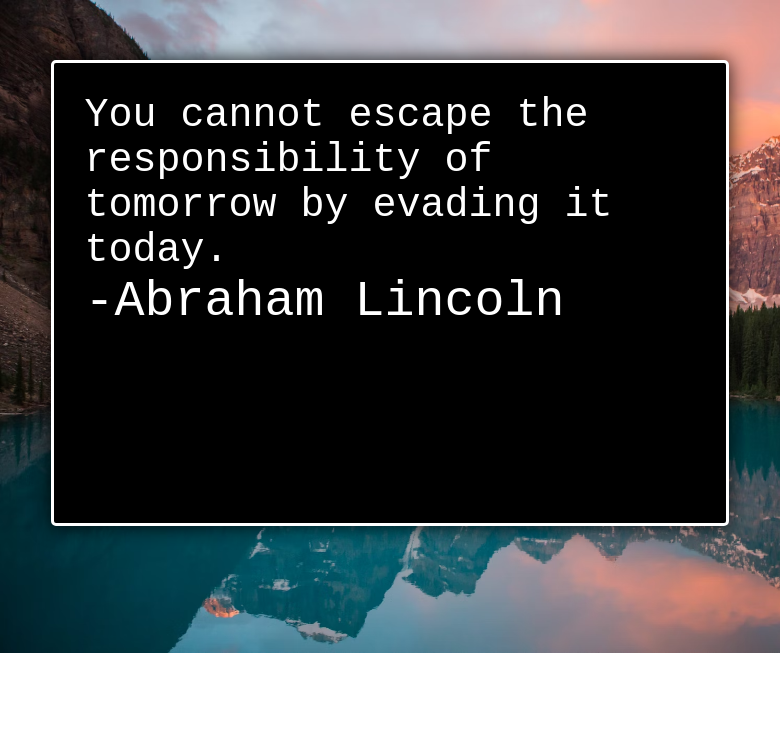 You cannot escape the
responsibility of
tomorrow by evading it
today.
-Abraham Lincoln